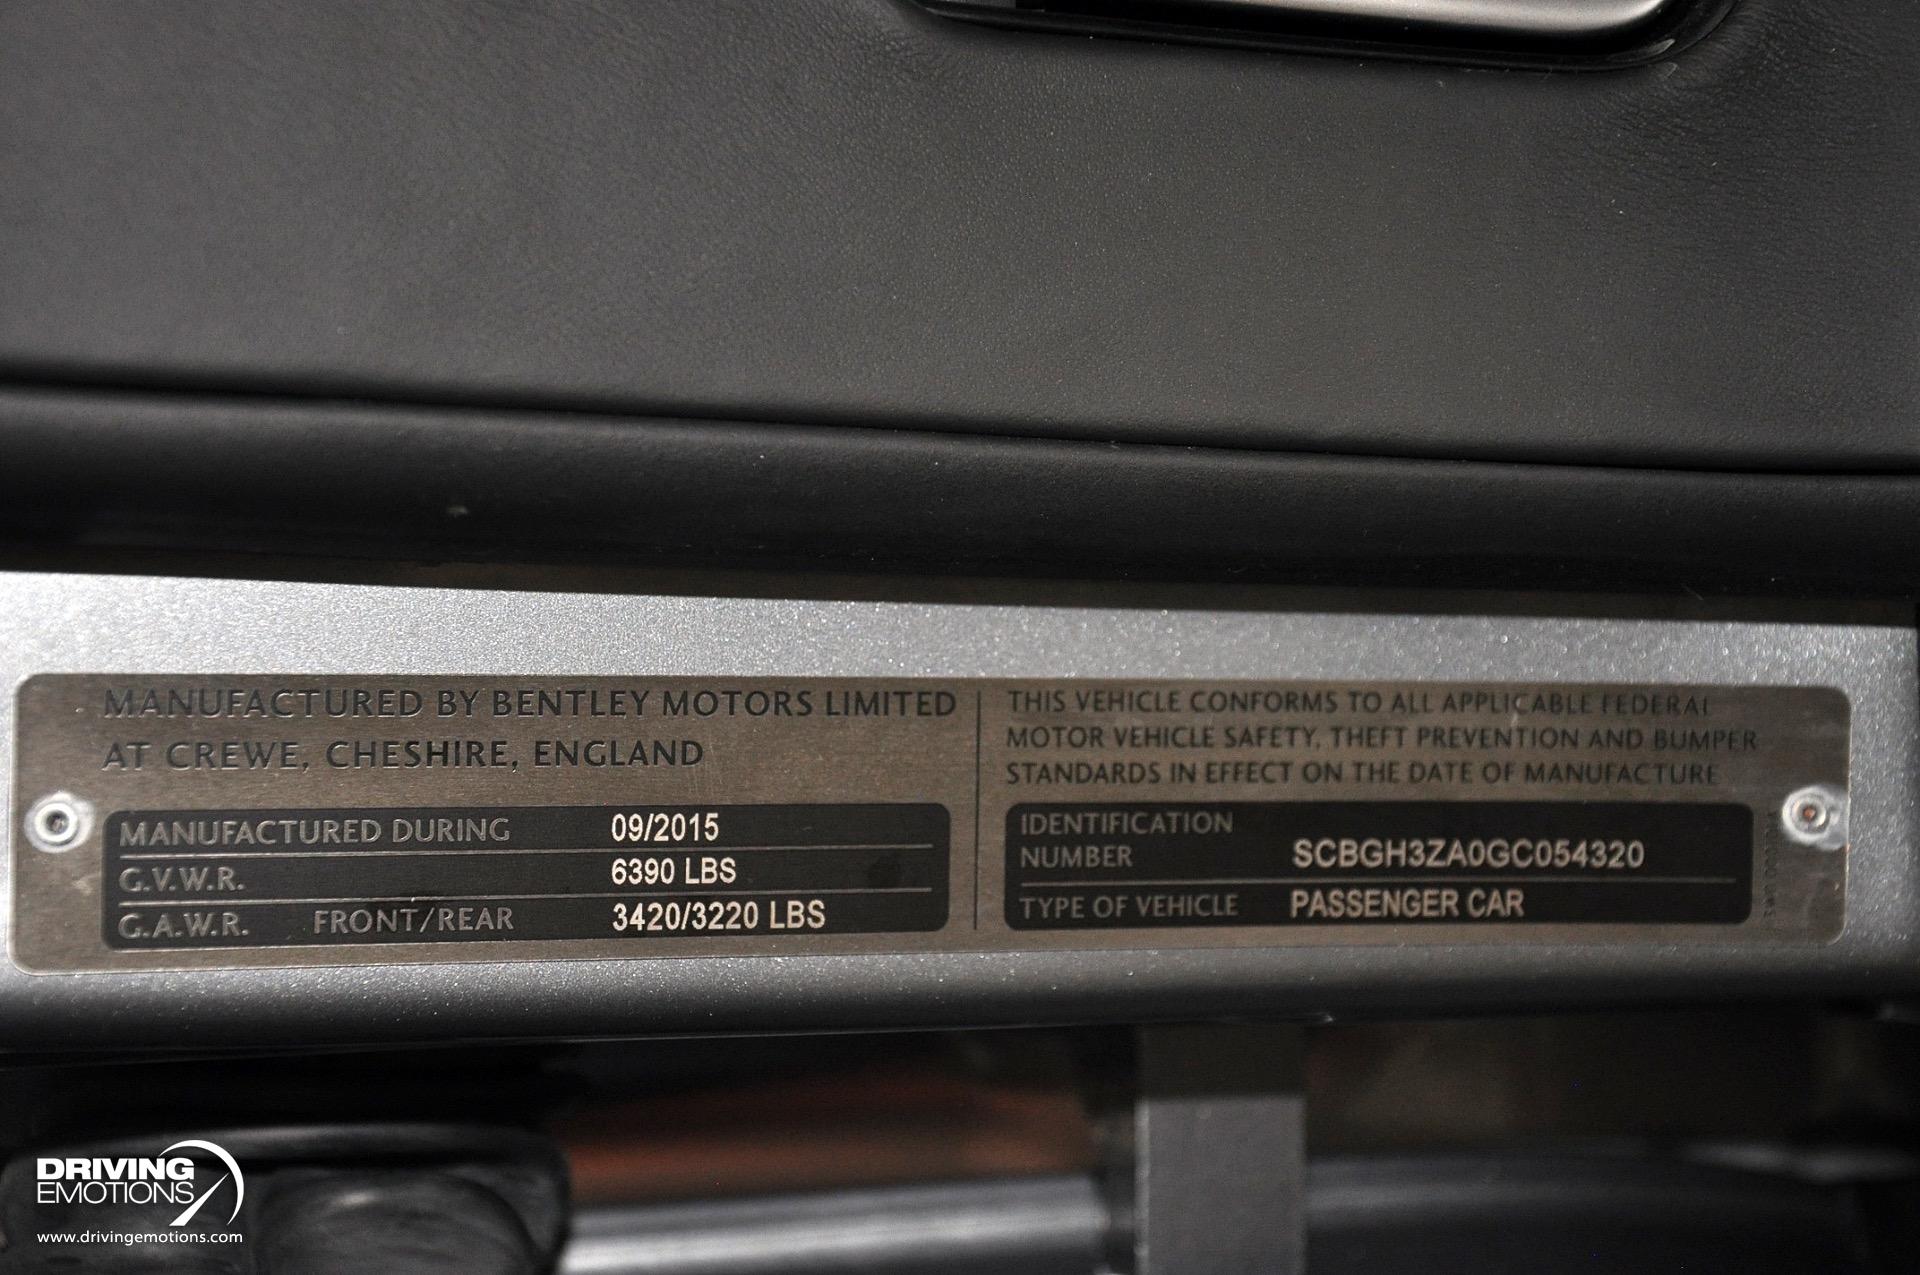 MANUFACTURED BY BENTLEY MOTORS LIMITED
AT CREWE, CHESHIRE, ENGLAND
MANUFACTURED DURING 09/2015
G.V.W.R. 6390 LBS
G.A.W.R. FRONT/REAR 3420/3220 LBS
THIS VEHICLE CONFORMS TO ALL APPLICABLE FEDERAL
MOTOR VEHICLE SAFETY, THEFT PREVENTION AND BUMPER
STANDARDS IN EFFECT ON THE DATE OF MANUFACTURE
IDENTIFICATION
NUMBER SCBGH3ZA0GC054320
TYPE OF VEHICLE PASSENGER CAR
DRIVING
EMOTIONS
www.drivingemotions.com